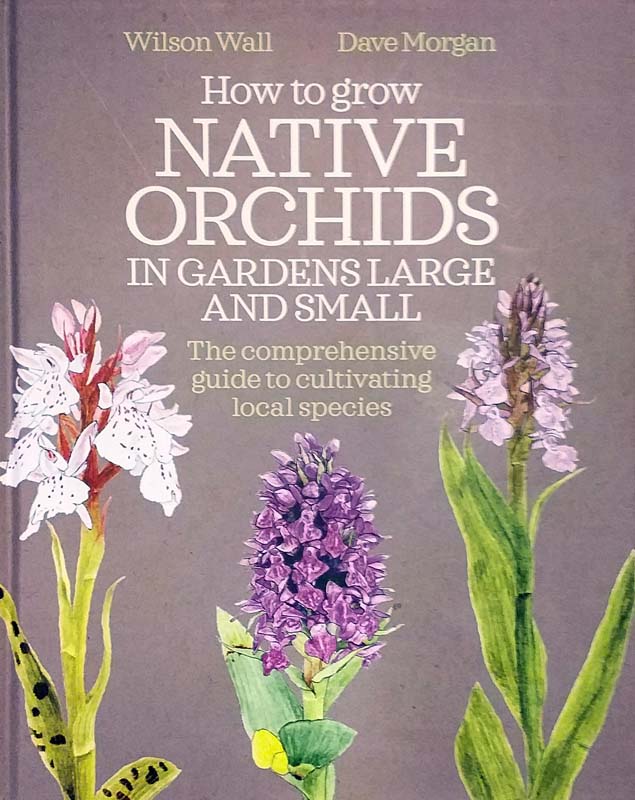 Wilson Wall Dave Morgan
How to grow
NATIVE
ORCHIDS
IN GARDENS LARGE
AND SMALL
The comprehensive
guide to cultivating
local species